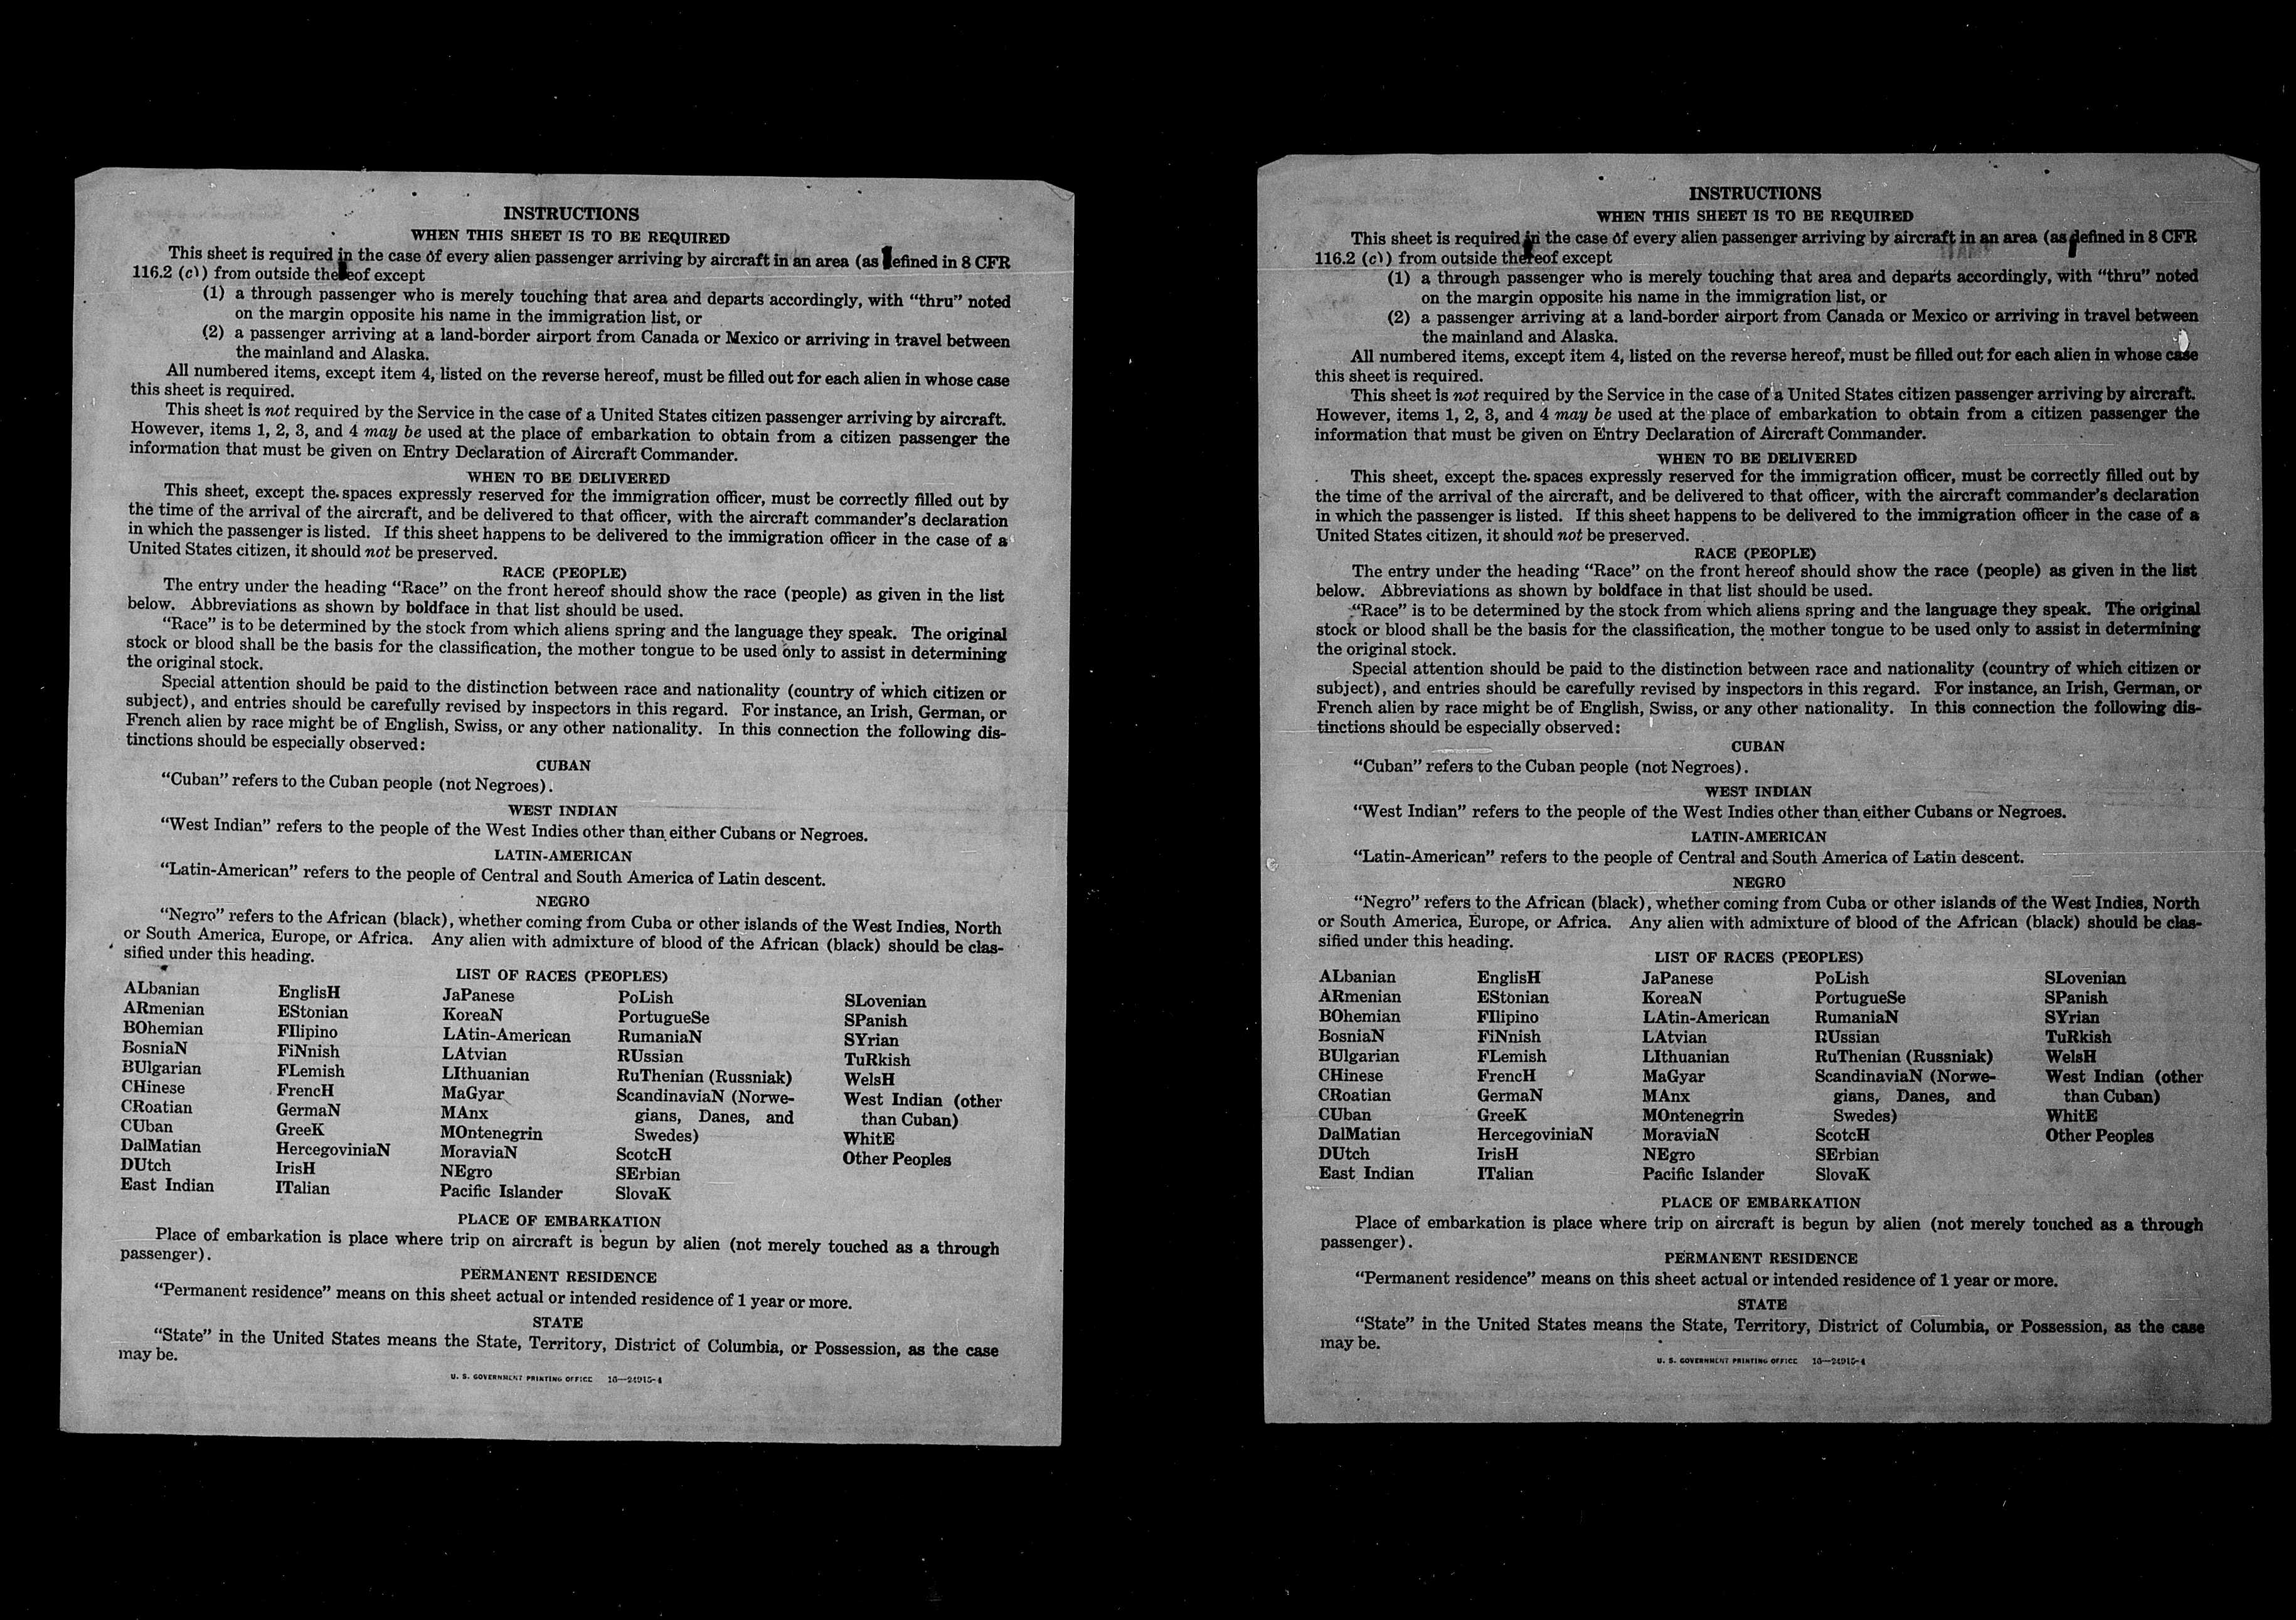 INSTRUCTIONS
WHEN THIS SHEET IS TO BE REQUIRED
This sheet is required in the case of every alien passenger arriving by aircraft in an area (as efined in 8 CFR
116.2 (c)) from outside the eof except
(1) a through passenger who is merely touching that area and departs accordingly, with “thru” noted
on the margin opposite his name in the immigration list, or
(2) a passenger arriving at a land-border airport from Canada or Mexico or arriving in travel between
the mainland and Alaska.
All numbered items, except item 4, listed on the reverse hereof, must be filled out for each alien in whose case
this sheet is required.
This sheet is not required by the Service in the case of a United States citizen passenger arriving by aircraft.
However, items 1, 2, 3, and 4 may be used at the place of embarkation to obtain from a citizen passenger the
information that must be given on Entry Declaration of Aircraft Commander.
WHEN TO BE DELIVERED
This sheet, except the spaces expressly reserved for the immigration officer, must be correctly filled out by
the time of the arrival of the aircraft, and be delivered to that officer, with the aircraft commander’s declaration
in which the passenger is listed. If this sheet happens to be delivered to the immigration officer in the case of a
United States citizen, it should not be preserved.
RACE (PEOPLE)
The entry under the heading “Race” on the front hereof should show the race (people) as given in the list
below. Abbreviations as shown by boldface in that list should be used.
“Race” is to be determined by the stock from which aliens spring and the language they speak. The original
stock or blood shall be the basis for the classification, the mother tongue to be used only to assist in determining
the original stock.
Special attention should be paid to the distinction between race and nationality (country of which citizen or
subject), and entries should be carefully revised by inspectors in this regard. For instance, an Irish, German, or
French alien by race might be of English, Swiss, or any other nationality. In this connection the following dis-
tinctions should be especially observed:
CUBAN
“Cuban” refers to the Cuban people (not Negroes).
WEST INDIAN
“West Indian” refers to the people of the West Indies other than either Cubans or Negroes.
LATIN-AMERICAN
“Latin-American” refers to the people of Central and South America of Latin descent.
NEGRO
“Negro” refers to the African (black), whether coming from Cuba or other islands of the West Indies, North
or South America, Europe, or Africa. Any alien with admixture of blood of the African (black) should be clas-
sified under this heading.
LIST OF RACES (PEOPLES)
ALbanian
ARmenian
BOhemian
BosniaN
BUlgarian
CHinese
CRoatian
CUban
DalMatian
DUtch
East Indian
EnglisH
EStonian
FIlipino
FiNnish
FLemish
FrencH
GermaN
GreeK
HercegoviniaN
IrisH
ITalian
JaPanese
KoreaN
LAtin-American
LAtvian
LIthuanian
MaGyar
MAnx
MOntenegrin
MoraviaN
NEgro
Pacific Islander
PoLish
PortugueSe
RumaniaN
RUssian
RuThenian (Russniak)
ScandinaviaN (Norwe-
gians, Danes, and
Swedes)
ScotcH
SErbian
SlovaK
SLovenian
SPanish
SYrian
TuRkish
WelsH
West Indian (other
than Cuban)
WhitE
Other Peoples
PLACE OF EMBARKATION
Place of embarkation is place where trip on aircraft is begun by alien (not merely touched as a through
passenger).
PERMANENT RESIDENCE
“Permanent residence” means on this sheet actual or intended residence of 1 year or more.
STATE
“State” in the United States means the State, Territory, District of Columbia, or Possession, as the case
may be.
U. S. GOVERNMENT PRINTING OFFICE 16—24915-4
INSTRUCTIONS
WHEN THIS SHEET IS TO BE REQUIRED
This sheet is required in the case of every alien passenger arriving by aircraft in an area (as defined in 8 CFR
116.2 (c)) from outside thereof except
(1) a through passenger who is merely touching that area and departs accordingly, with “thru” noted
on the margin opposite his name in the immigration list, or
(2) a passenger arriving at a land-border airport from Canada or Mexico or arriving in travel between
the mainland and Alaska.
All numbered items, except item 4, listed on the reverse hereof, must be filled out for each alien in whose case
this sheet is required.
This sheet is not required by the Service in the case of a United States citizen passenger arriving by aircraft.
However, items 1, 2, 3, and 4 may be used at the place of embarkation to obtain from a citizen passenger the
information that must be given on Entry Declaration of Aircraft Commander.
WHEN TO BE DELIVERED
This sheet, except the spaces expressly reserved for the immigration officer, must be correctly filled out by
the time of the arrival of the aircraft, and be delivered to that officer, with the aircraft commander’s declaration
in which the passenger is listed. If this sheet happens to be delivered to the immigration officer in the case of a
United States citizen, it should not be preserved.
RACE (PEOPLE)
The entry under the heading “Race” on the front hereof should show the race (people) as given in the list
below. Abbreviations as shown by boldface in that list should be used.
“Race” is to be determined by the stock from which aliens spring and the language they speak. The original
stock or blood shall be the basis for the classification, the mother tongue to be used only to assist in determining
the original stock.
Special attention should be paid to the distinction between race and nationality (country of which citizen or
subject), and entries should be carefully revised by inspectors in this regard. For instance, an Irish, German, or
French alien by race might be of English, Swiss, or any other nationality. In this connection the following dis-
tinctions should be especially observed:
CUBAN
“Cuban” refers to the Cuban people (not Negroes).
WEST INDIAN
“West Indian” refers to the people of the West Indies other than either Cubans or Negroes.
LATIN-AMERICAN
“Latin-American” refers to the people of Central and South America of Latin descent.
NEGRO
“Negro” refers to the African (black), whether coming from Cuba or other islands of the West Indies, North
or South America, Europe, or Africa. Any alien with admixture of blood of the African (black) should be clas-
sified under this heading.
LIST OF RACES (PEOPLES)
ALbanian
ARmenian
BOhemian
BosniaN
BUlgarian
CHinese
CRoatian
CUban
DalMatian
DUtch
East Indian
EnglisH
EStonian
FIlipino
FiNnish
FLemish
FrencH
GermaN
GreeK
HercegoviniaN
IrisH
ITalian
JaPanese
KoreaN
LAtin-American
LAtvian
LIthuanian
MaGyar
MAnx
MOntenegrin
MoraviaN
NEgro
Pacific Islander
PoLish
PortugueSe
RumaniaN
RUssian
RuThenian (Russniak)
ScandinaviaN (Norwe-
gians, Danes, and
Swedes)
ScotcH
SErbian
SlovaK
SLovenian
SPanish
SYrian
TuRkish
WelsH
West Indian (other
than Cuban)
WhitE
Other Peoples
PLACE OF EMBARKATION
Place of embarkation is place where trip on aircraft is begun by alien (not merely touched as a through
passenger).
PERMANENT RESIDENCE
“Permanent residence” means on this sheet actual or intended residence of 1 year or more.
STATE
“State” in the United States means the State, Territory, District of Columbia, or Possession, as the case
may be.
U. S. GOVERNMENT PRINTING OFFICE 16—24915-4